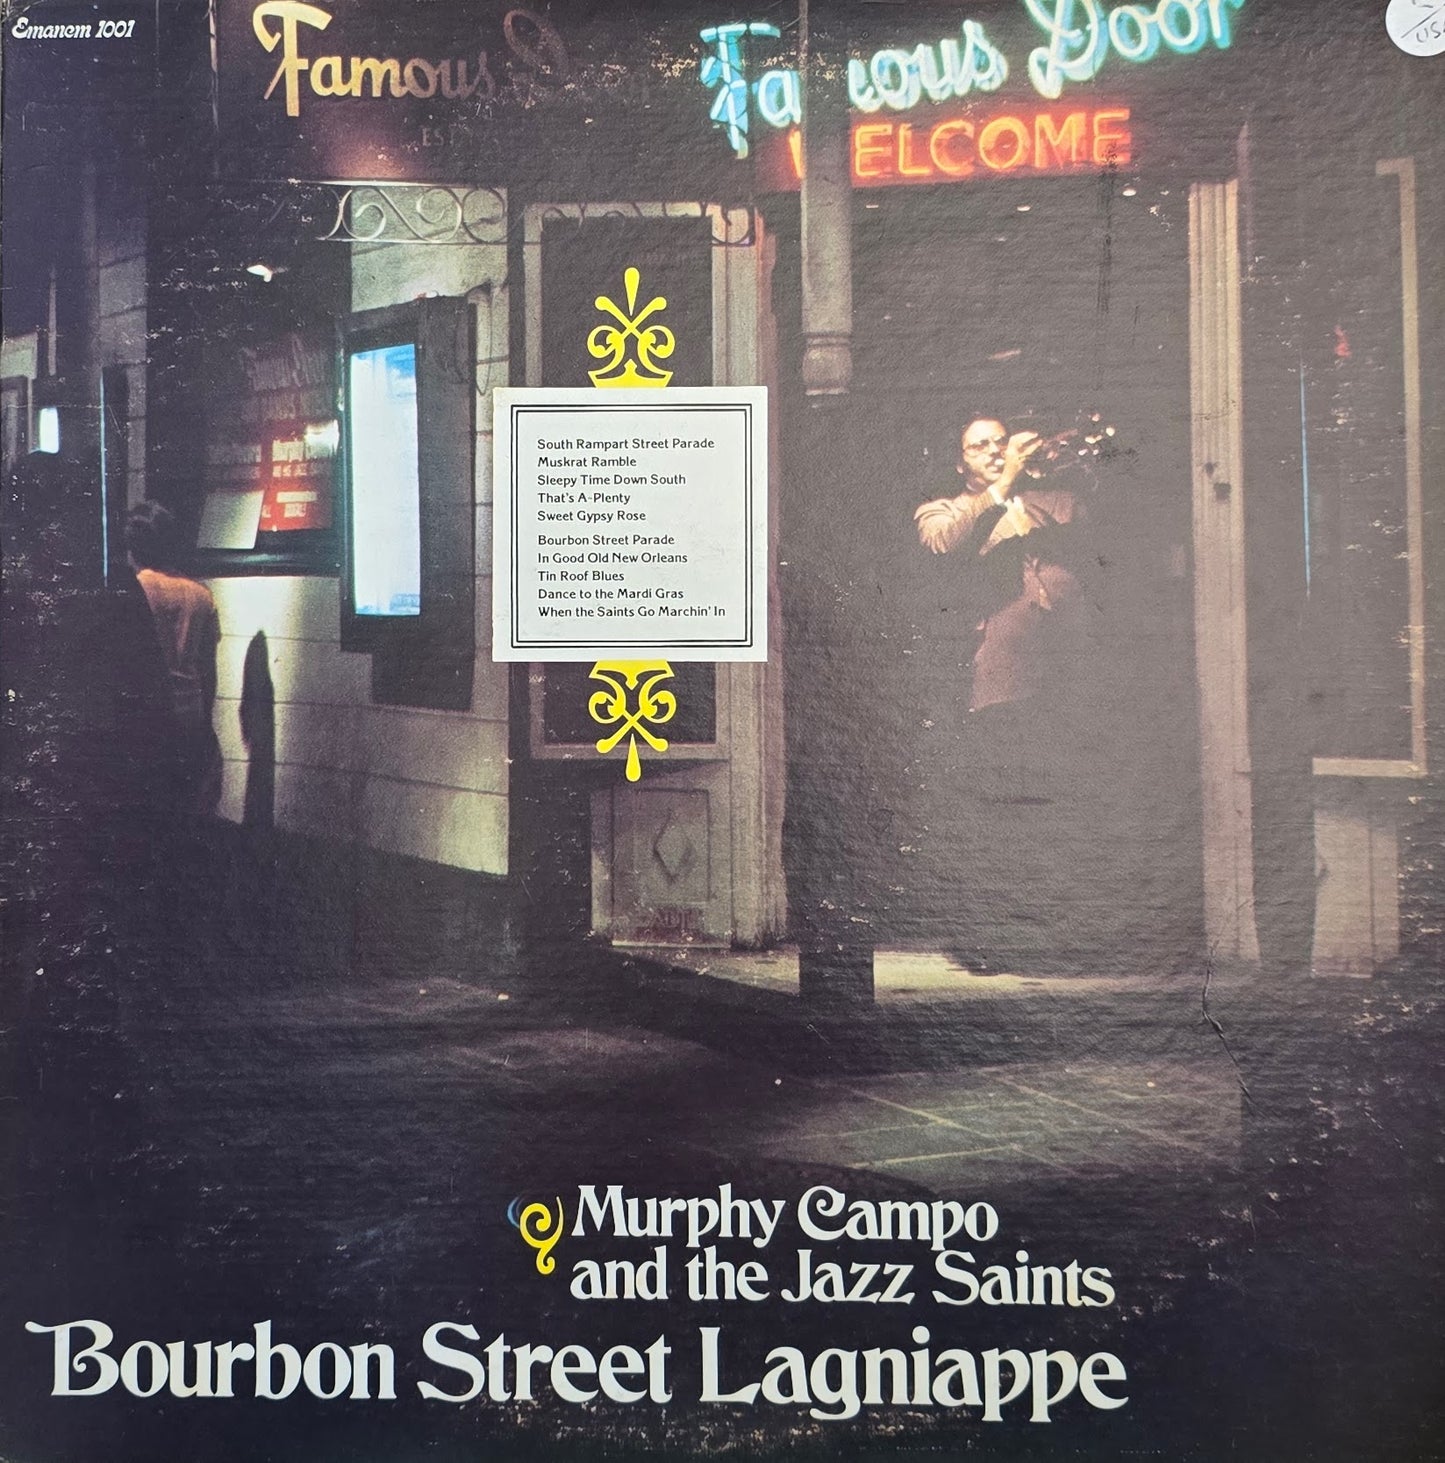 Emanem 1001
Famous
Famous Door
WELCOME
South Rampart Street Parade
Muskrat Ramble
Sleepy Time Down South
That's A-Plenty
Sweet Gypsy Rose
Bourbon Street Parade
In Good Old New Orleans
Tin Roof Blues
Dance to the Mardi Gras
When the Saints Go Marchin' In
Murphy Campo
and the Jazz Saints
Bourbon Street Lagniappe